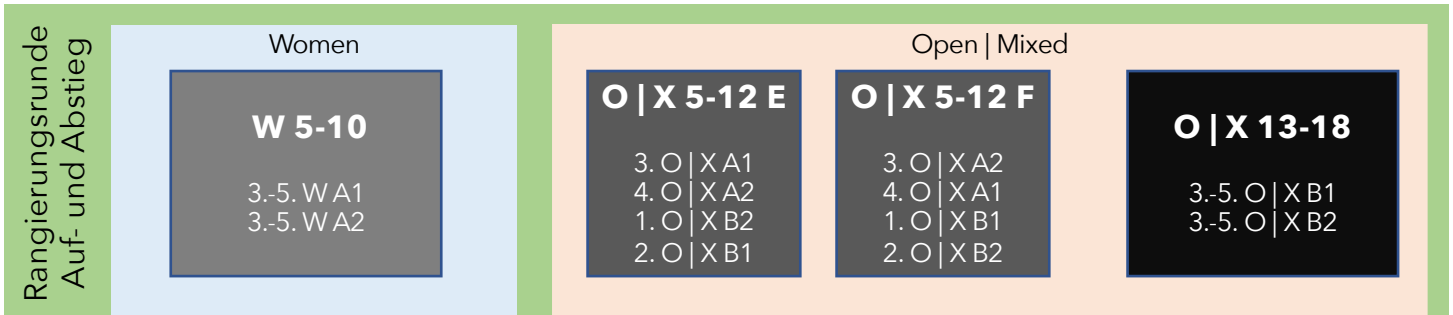 Rangierungsrunde
Auf- und Abstieg
Women
W 5-10
3.-5. W A1
3.-5. W A2
Open | Mixed
O | X 5-12 E
3. O | X A1
4. O | X A2
1. O | X B2
2. O | X B1
O | X 5-12 F
3. O | X A2
4. O | X A1
1. O | X B1
2. O | X B2
O | X 13-18
3.-5. O | X B1
3.-5. O | X B2